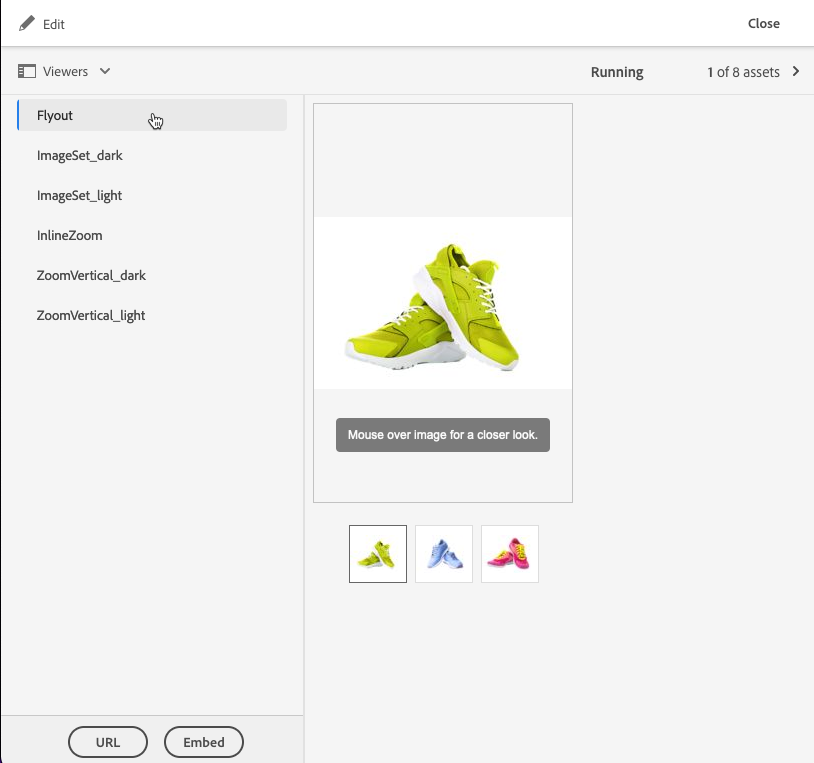 Edit
Close
Viewers
Running
1 of 8 assets
Flyout
ImageSet_dark
ImageSet_light
InlineZoom
ZoomVertical_dark
ZoomVertical_light
Mouse over image for a closer look.
URL
Embed